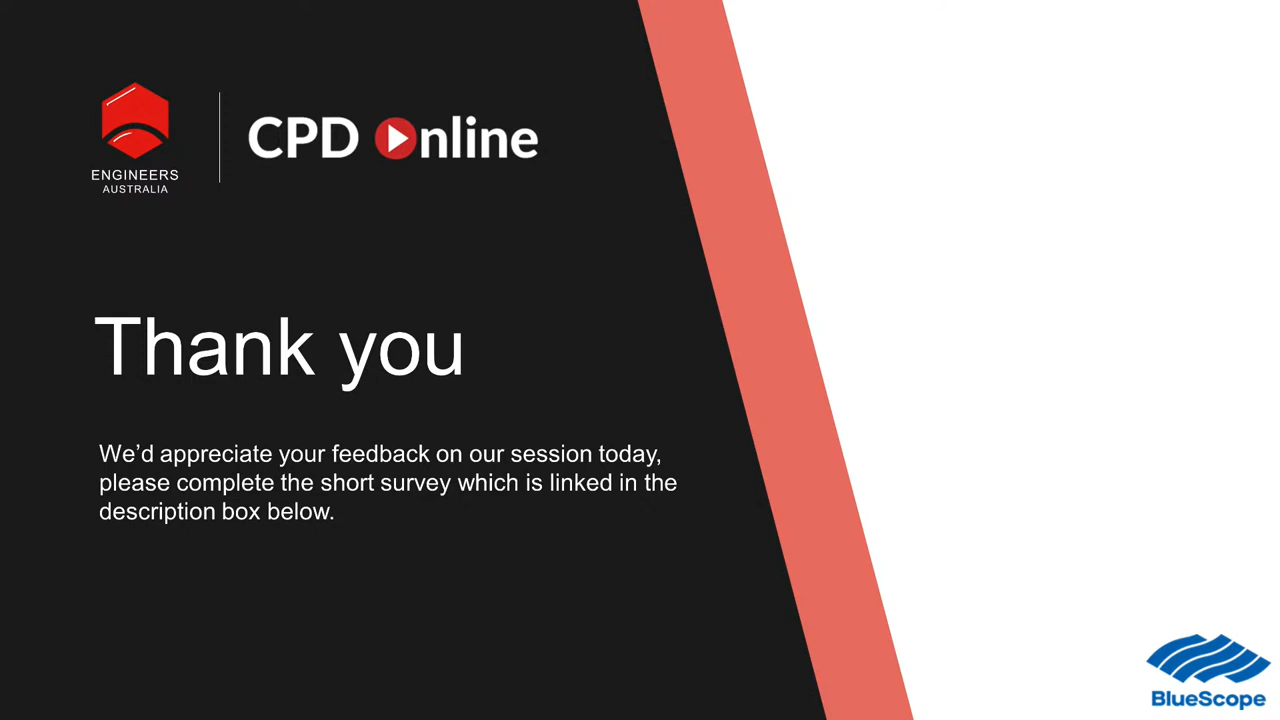 ENGINEERS
AUSTRALIA
CPD Online
Thank you
We’d appreciate your feedback on our session today,
please complete the short survey which is linked in the
description box below.
BlueScope